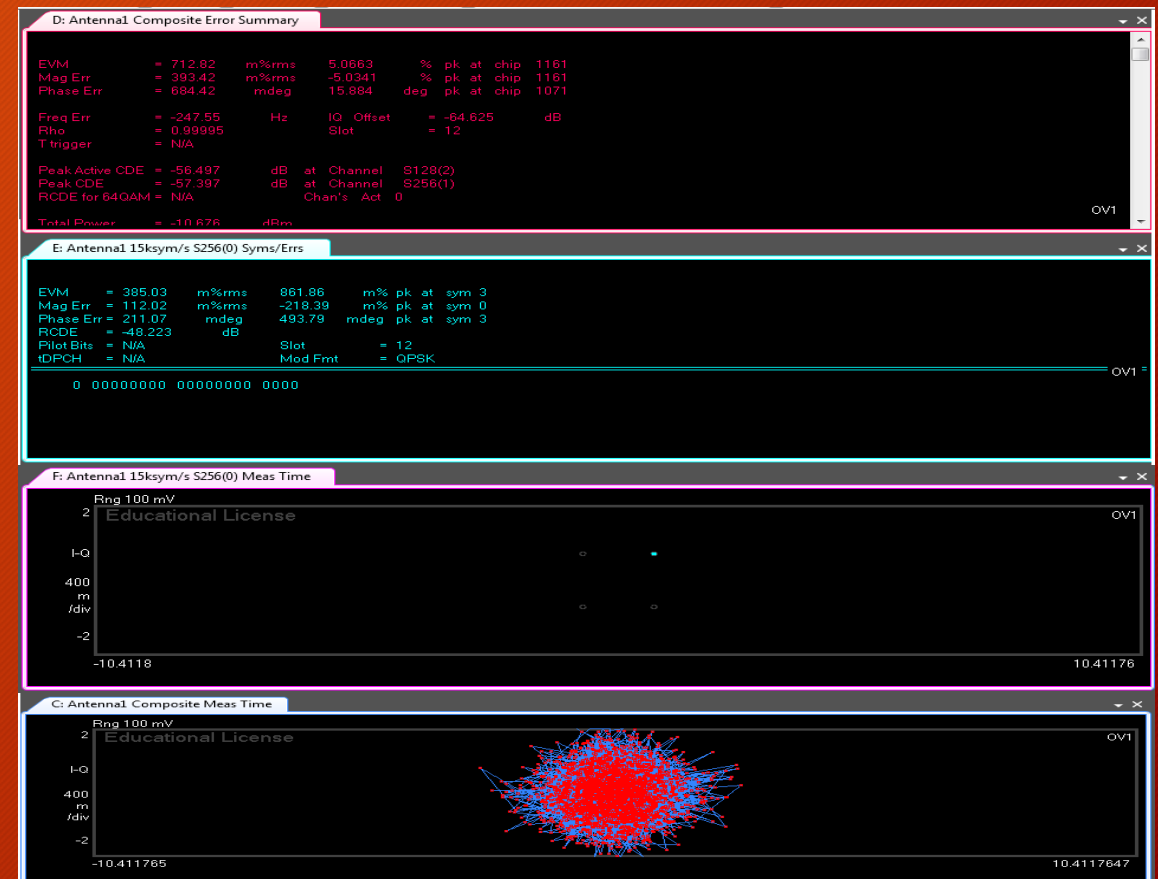 D: Antenna1 Composite Error Summary
EVM = 712.82 m%rms 5.0663 % pk at chip 1161
Mag Err = 393.42 m%rms -5.0341 % pk at chip 1161
Phase Err = 684.42 mdeg 15.884 deg pk at chip 1071
Freq Err = -247.55 Hz IQ Offset = -64.625 dB
Rho = 0.99995 Slot = 12
T trigger = N/A
Peak Active CDE = -56.497 dB at Channel S128(2)
Peak CDE = -57.397 dB at Channel S256(1)
RCDE for 64QAM = N/A Chan's Act 0
OV1
Total Power = -10.676 dBm
E: Antenna1 15ksym/s S256(0) Syms/Errs
EVM = 385.03 m%rms 861.86 m% pk at sym 3
Mag Err = 112.02 m%rms -218.39 m% pk at sym 0
Phase Err = 211.07 mdeg 493.79 mdeg pk at sym 3
RCDE = -48.223 dB
Pilot Bits = N/A Slot = 12
tDPCH = N/A Mod Fmt = QPSK
OV1
0 00000000 00000000 0000
F: Antenna1 15ksym/s S256(0) Meas Time
Rng 100 mV
2 Educational License OV1
I-Q
400
m
/div
-2
-10.4118 10.41176
C: Antenna1 Composite Meas Time
Rng 100 mV
2 Educational License OV1
I-Q
400
m
/div
-2
-10.411765 10.4117647